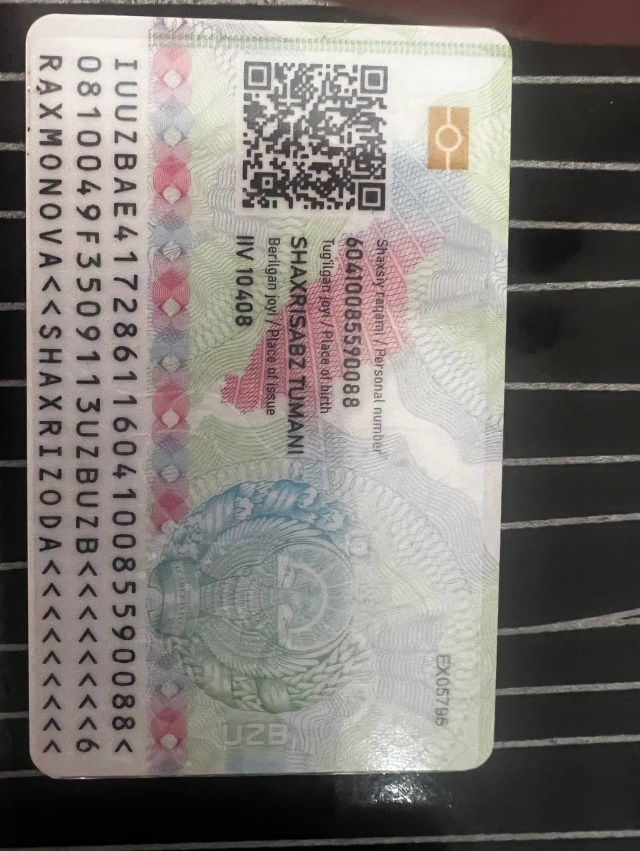 Shaxsiy raqami / Personal number
60410085590088
Tug'ilgan joyi / Place of birth
SHAXRISABZ TUMANI
Berilgan joyi / Place of issue
IIV 10408
EX05796
UZB
IUUZBAE4172861160410085590088<
0810049F3509113UZBUZB<<<<<<<<6
RAXMONOVA<<SHAXRIZODA<<<<<<<<<